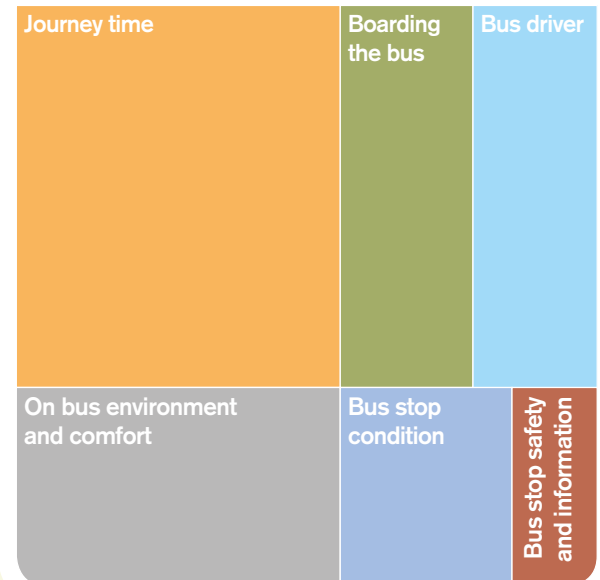 Journey time
Boarding
the bus
Bus driver
On bus environment
and comfort
Bus stop
condition
Bus stop safety
and information